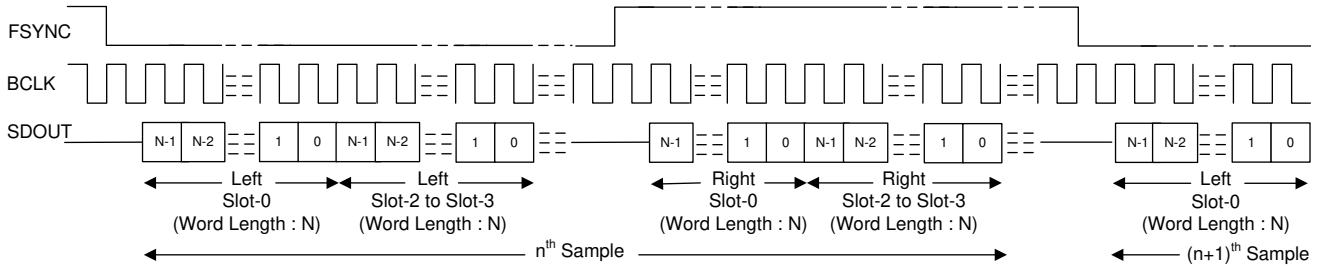 FSYNC
BCLK
SDOUT
N-1 N-2 1 0 N-1 N-2 1 0 N-1 1 0 N-1 N-2 1 0 N-1 N-2 1 0
Left Left Right Right Left
Slot-0 Slot-2 to Slot-3 Slot-0 Slot-2 to Slot-3 Slot-0
(Word Length : N) (Word Length : N) (Word Length : N) (Word Length : N) (Word Length : N)
nth Sample (n+1)th Sample